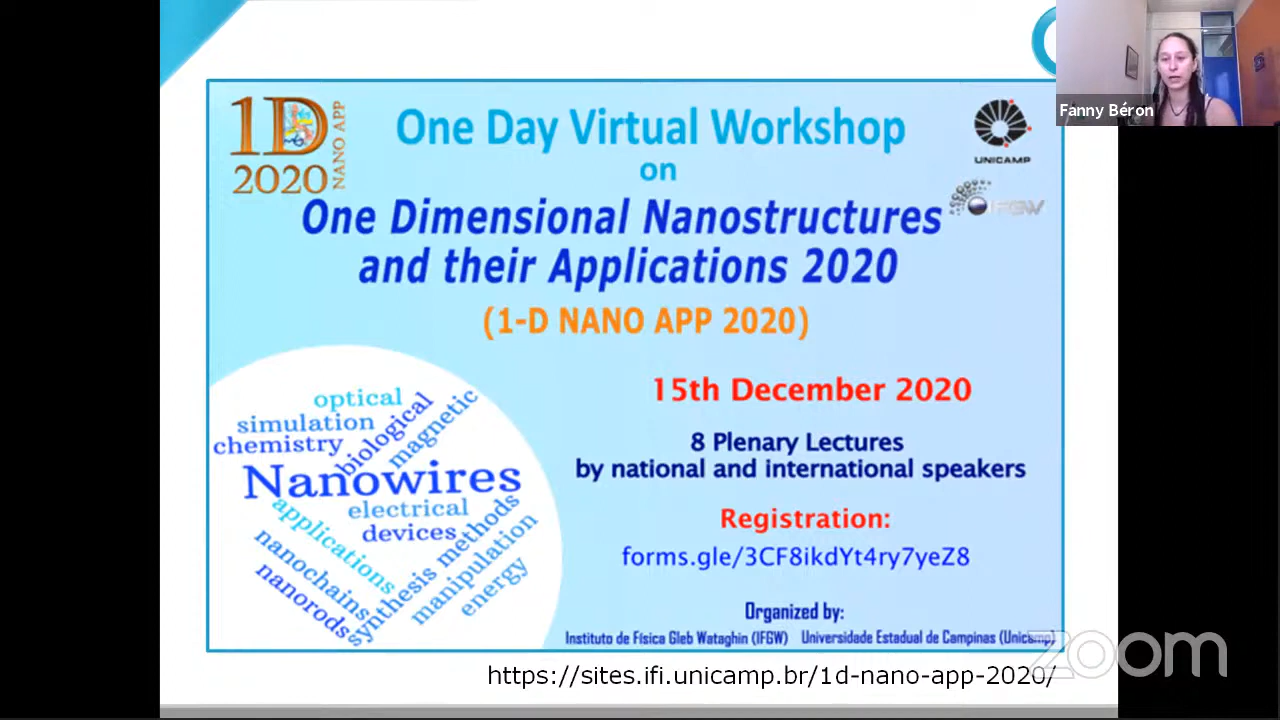 Fanny Béron
1D
2020
NANO APP
One Day Virtual Workshop
on
One Dimensional Nanostructures
and their Applications 2020
(1-D NANO APP 2020)
UNICAMP
IFGW
15th December 2020
8 Plenary Lectures
by national and international speakers
Registration:
forms.gle/3CF8ikdYt4ry7yeZ8
optical
simulation
chemistry
biological
magnetic
Nanowires
electrical
devices
applications
nanochains
nanorods
synthesis methods
manipulation
energy
Organized by:
Instituto de Física Gleb Wataghin (IFGW) Universidade Estadual de Campinas (Unicamp)
zoom
https://sites.ifi.unicamp.br/1d-nano-app-2020/